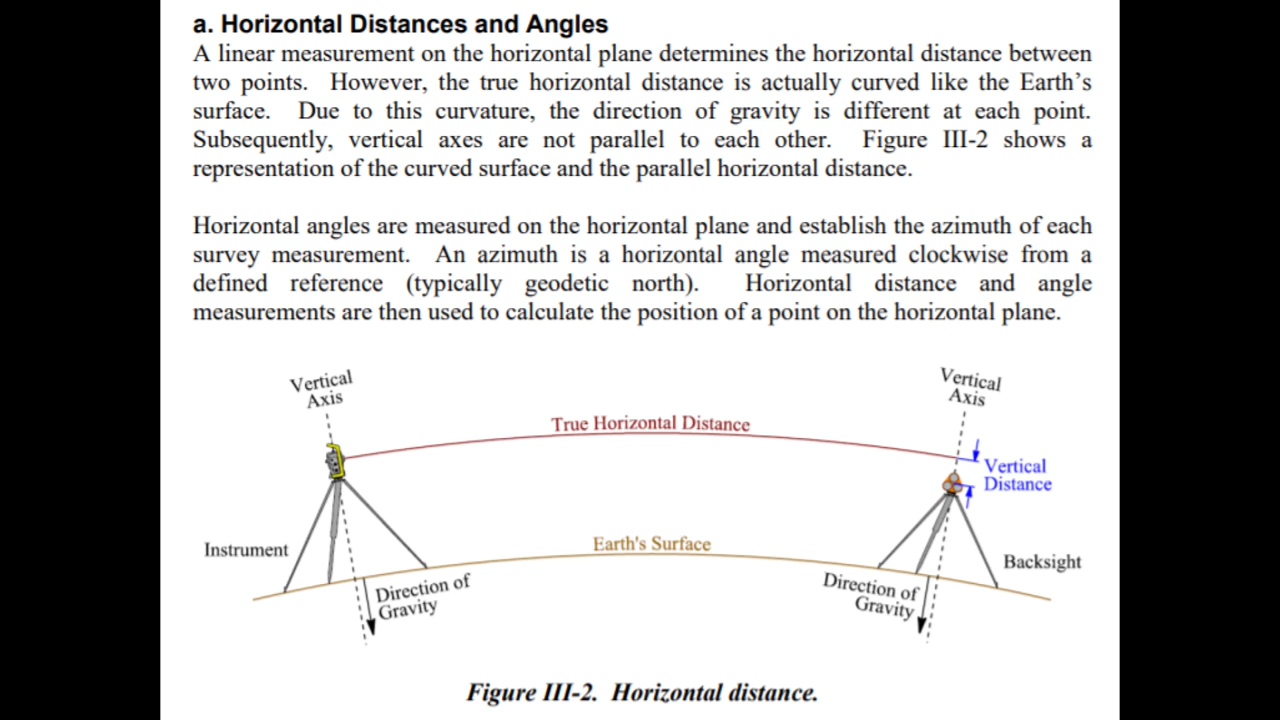 a. Horizontal Distances and Angles
A linear measurement on the horizontal plane determines the horizontal distance between
two points. However, the true horizontal distance is actually curved like the Earth's
surface. Due to this curvature, the direction of gravity is different at each point.
Subsequently, vertical axes are not parallel to each other. Figure III-2 shows a
representation of the curved surface and the parallel horizontal distance.
Horizontal angles are measured on the horizontal plane and establish the azimuth of each
survey measurement. An azimuth is a horizontal angle measured clockwise from a
defined reference (typically geodetic north). Horizontal distance and angle
measurements are then used to calculate the position of a point on the horizontal plane.
Vertical
Axis
Vertical
Axis
True Horizontal Distance
Vertical
Distance
Instrument
Earth's Surface
Backsight
Direction of
Gravity
Direction of
Gravity
Figure III-2. Horizontal distance.